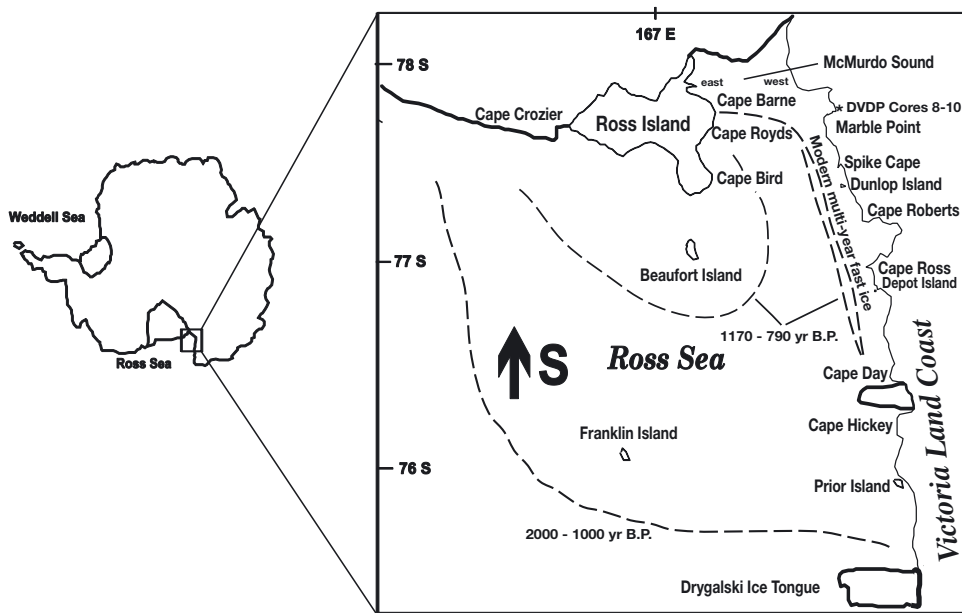 Weddell Sea
Ross Sea
167 E
78 S
77 S
76 S
McMurdo Sound
east
west
Cape Crozier
Cape Barne
* DVDP Cores 8-10
Ross Island
Cape Royds
Marble Point
Modern multi-year fast ice
Spike Cape
Cape Bird
Dunlop Island
Cape Roberts
Beaufort Island
Cape Ross
Depot Island
1170 - 790 yr B.P.
S
Ross Sea
Cape Day
Victoria Land Coast
Cape Hickey
Franklin Island
Prior Island
2000 - 1000 yr B.P.
Drygalski Ice Tongue